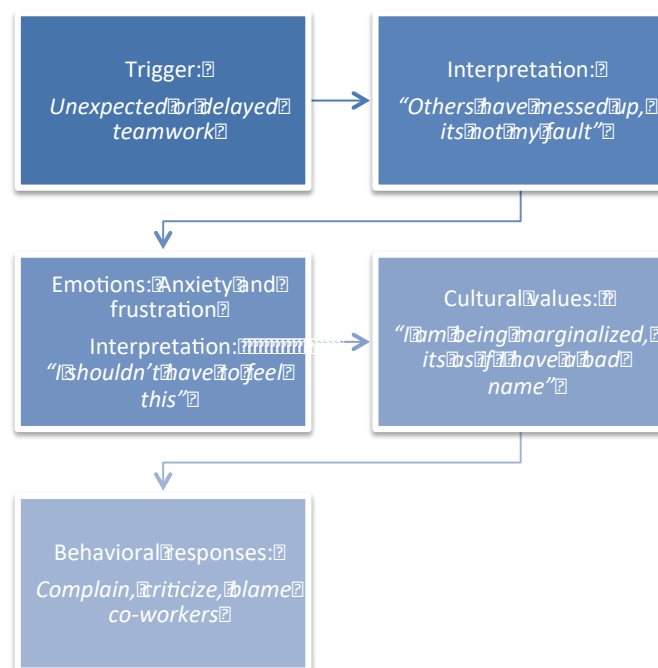 Trigger:
Unexpected or delayed
teamwork
Interpretation:
“Others have messed up,
its not my fault”
Emotions: Anxiety and
frustration
Interpretation:
“I shouldn’t have to feel
this”
Cultural values:
“I am being marginalized,
its as if I have a bad
name”
Behavioral responses:
Complain, criticize, blame
co-workers